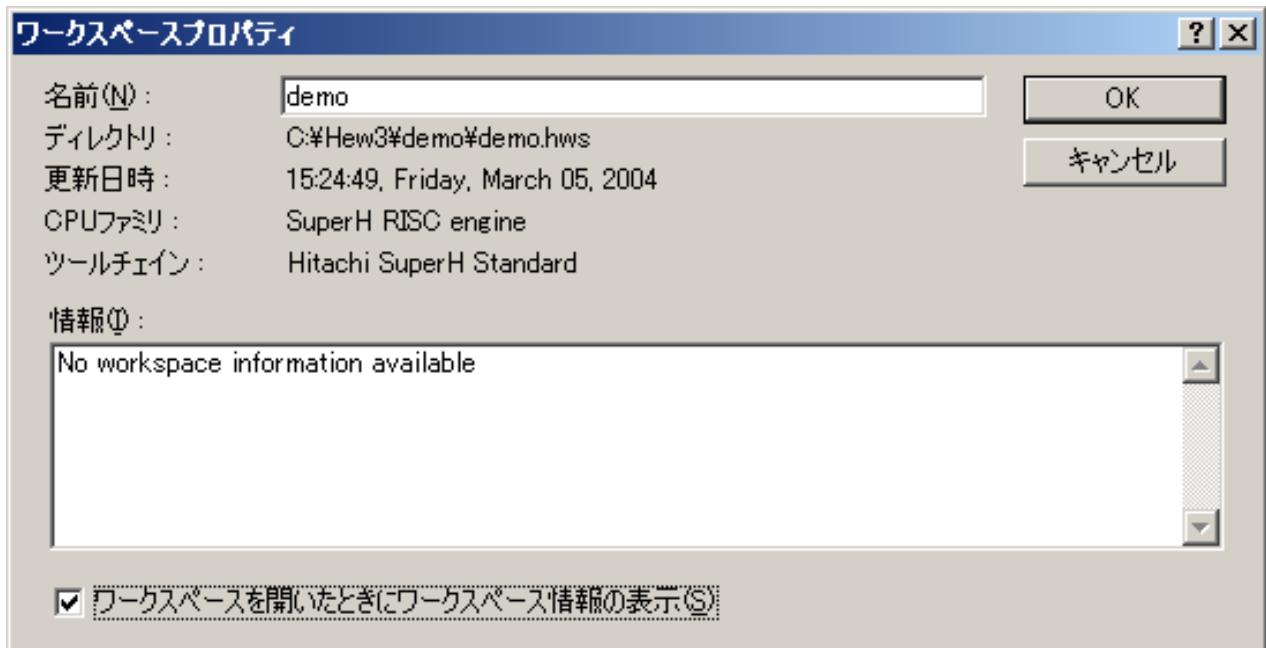 ワークスペースプロパティ
名前(N) : demo OK
ディレクトリ : C:¥Hew3¥demo¥demo.hws キャンセル
更新日時 : 15:24:49, Friday, March 05, 2004
CPUファミリ : SuperH RISC engine
ツールチェイン : Hitachi SuperH Standard
情報(I) :
No workspace information available
ワークスペースを開いたときにワークスペース情報の表示(S)